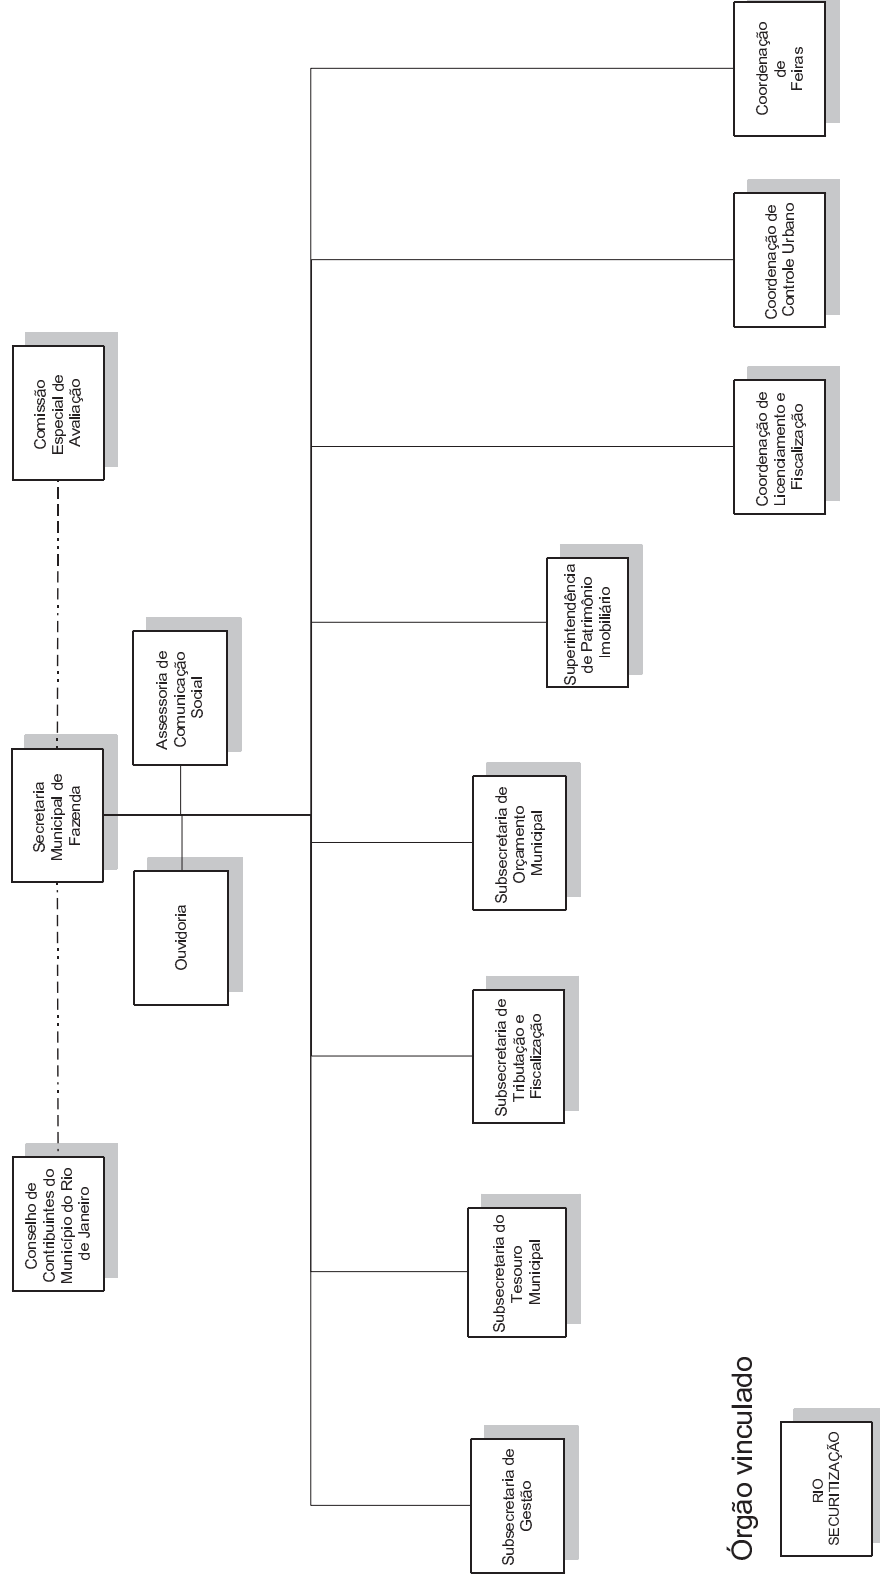 Conselho de
Contribuintes do
Município do Rio
de Janeiro
Secretaria
Municipal de
Fazenda
Comissão
Especial de
Avaliação
Ouvidoria
Assessoria de
Comunicação
Social
Subsecretaria de
Gestão
Subsecretaria do
Tesouro
Municipal
Subsecretaria de
Tributação e
Fiscalização
Subsecretaria de
Orçamento
Municipal
Superintendência
de Patrimônio
Imobiliário
Coordenação de
Licenciamento e
Fiscalização
Coordenação de
Controle Urbano
Coordenação
de
Feiras
Órgão vinculado
RIO
SECURITIZAÇÃO